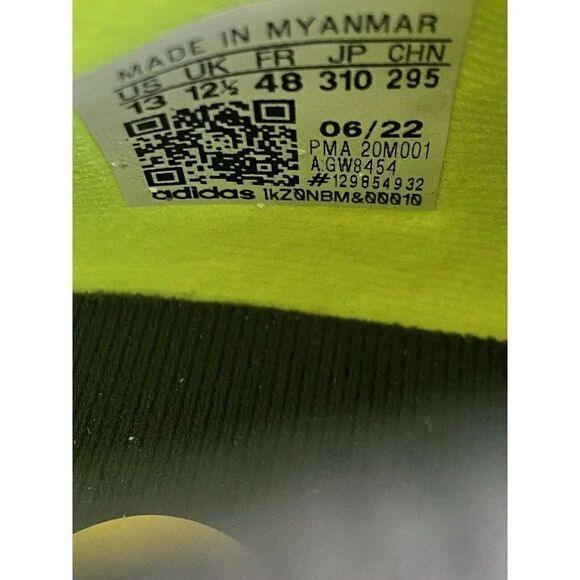 MADE IN MYANMAR
US UK FR JP CHN
13 12½ 48 310 295
06/22
PMA 20M001
A:GW8454
#129854932
adidas 1kZ0NBM&00010